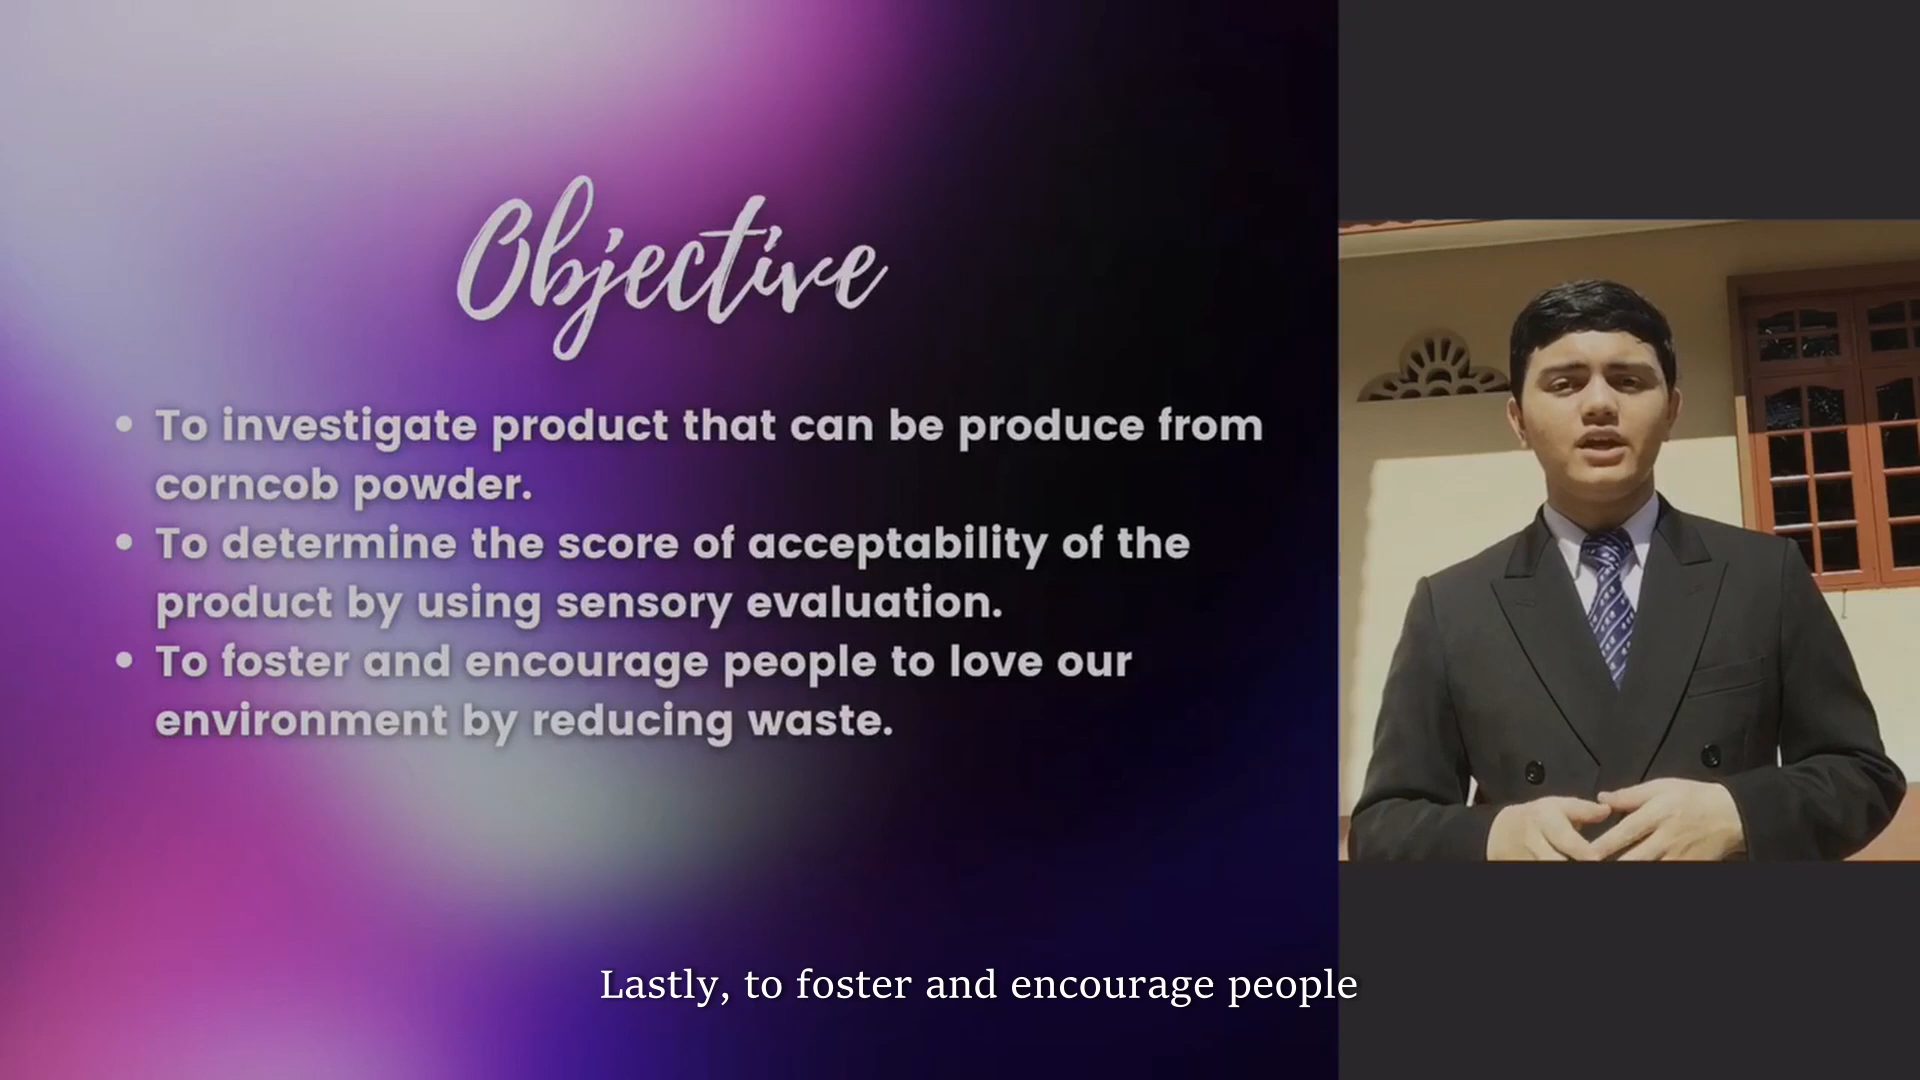 Objective
• To investigate product that can be produce from
corncob powder.
• To determine the score of acceptability of the
product by using sensory evaluation.
• To foster and encourage people to love our
environment by reducing waste.
Lastly, to foster and encourage people